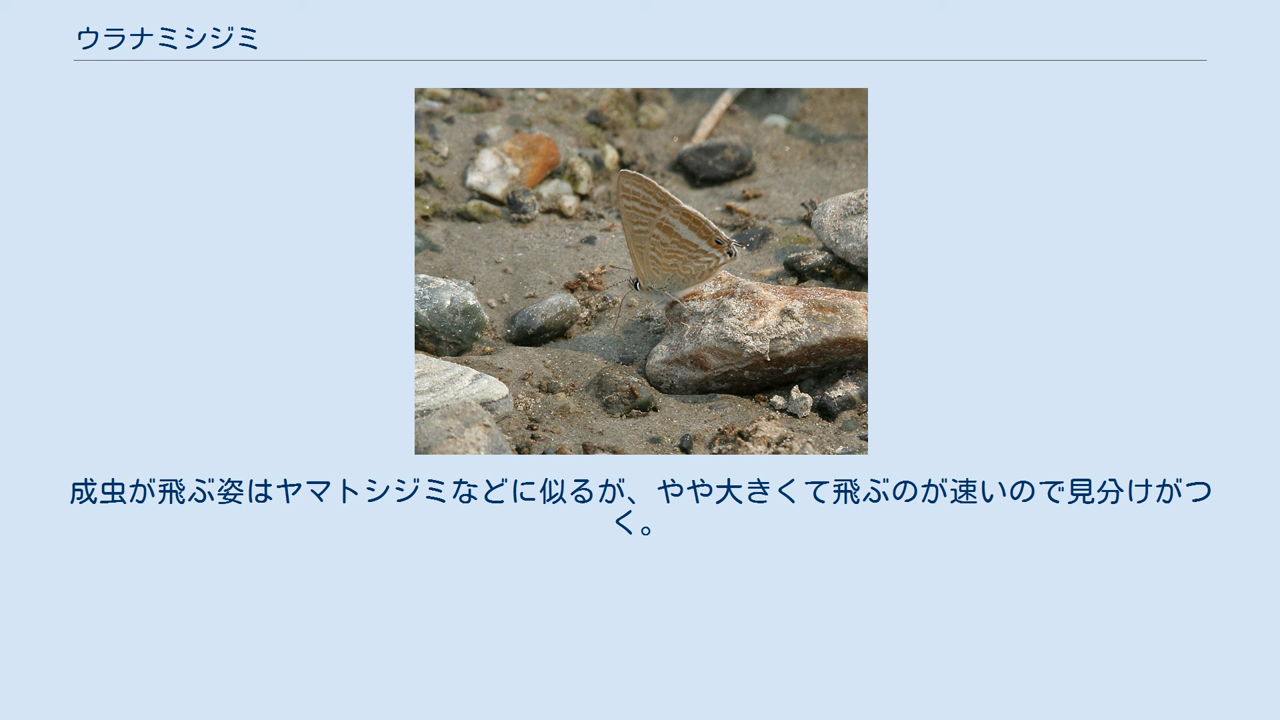 ウラナミシジミ
成虫が飛ぶ姿はヤマトシジミなどに似るが、やや大きくて飛ぶのが速いので見分けがつ
く。